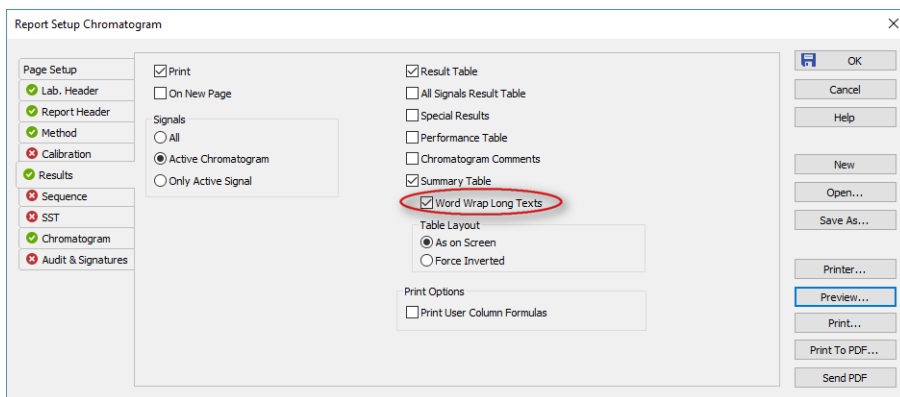 Report Setup Chromatogram
Page Setup
Lab. Header
Report Header
Method
Calibration
Results
Sequence
SST
Chromatogram
Audit & Signatures
Print
On New Page
Signals
All
Active Chromatogram
Only Active Signal
Result Table
All Signals Result Table
Special Results
Performance Table
Chromatogram Comments
Summary Table
Word Wrap Long Texts
Table Layout
As on Screen
Force Inverted
Print Options
Print User Column Formulas
OK
Cancel
Help
New
Open...
Save As...
Printer...
Preview...
Print...
Print To PDF...
Send PDF